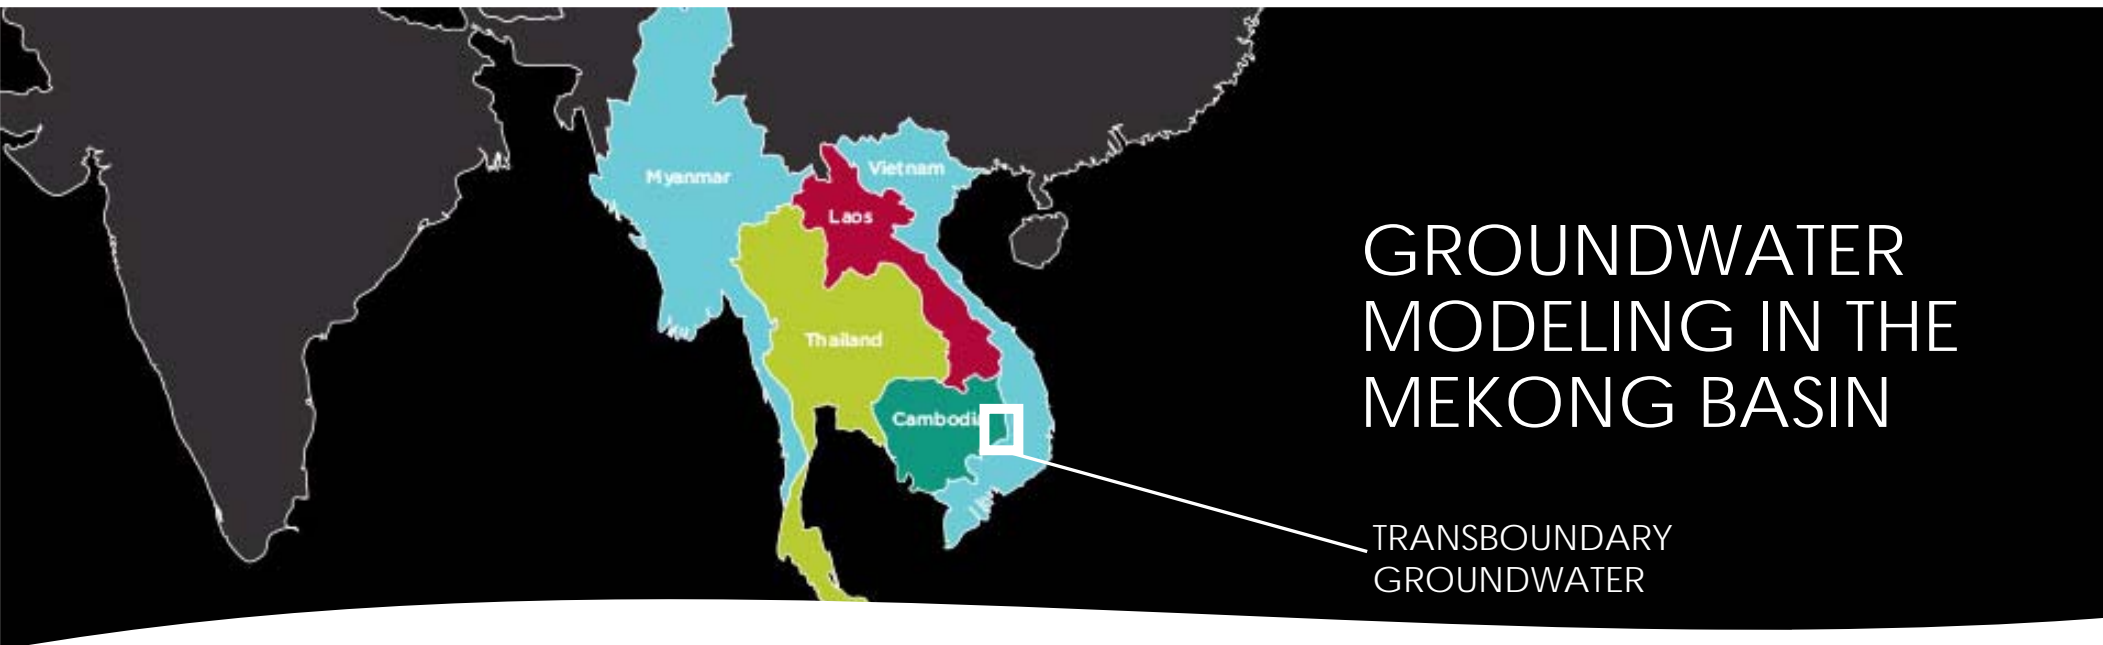 Myanmar
Vietnam
Laos
Thailand
Cambodi
GROUNDWATER
MODELING IN THE
MEKONG BASIN
TRANSBOUNDARY
GROUNDWATER